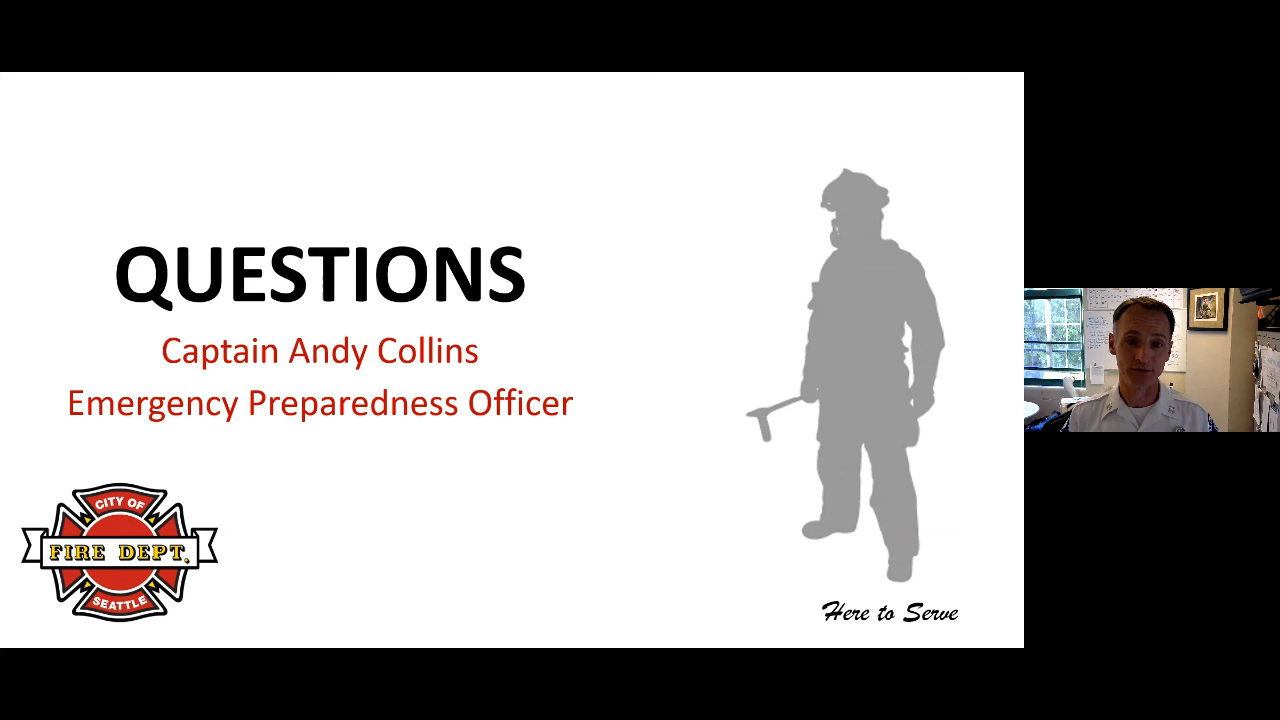 QUESTIONS
Captain Andy Collins
Emergency Preparedness Officer
CITY OF
FIRE DEPT.
SEATTLE
Here to Serve